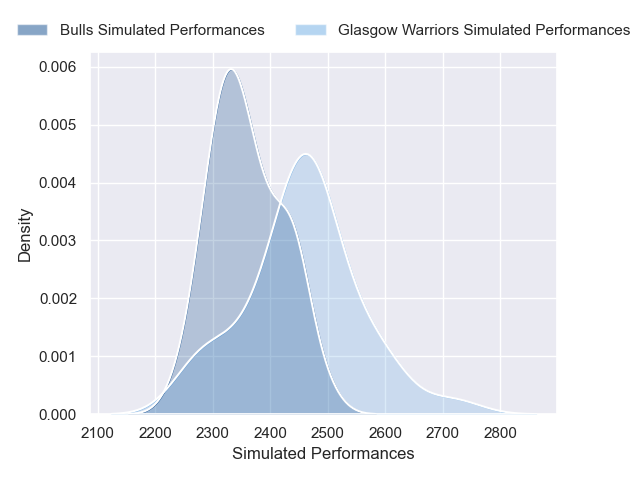 Bulls Simulated Performances
Glasgow Warriors Simulated Performances
0.006
0.005
0.004
0.003
0.002
0.001
0.000
Density
2100 2200 2300 2400 2500 2600 2700 2800
Simulated Performances